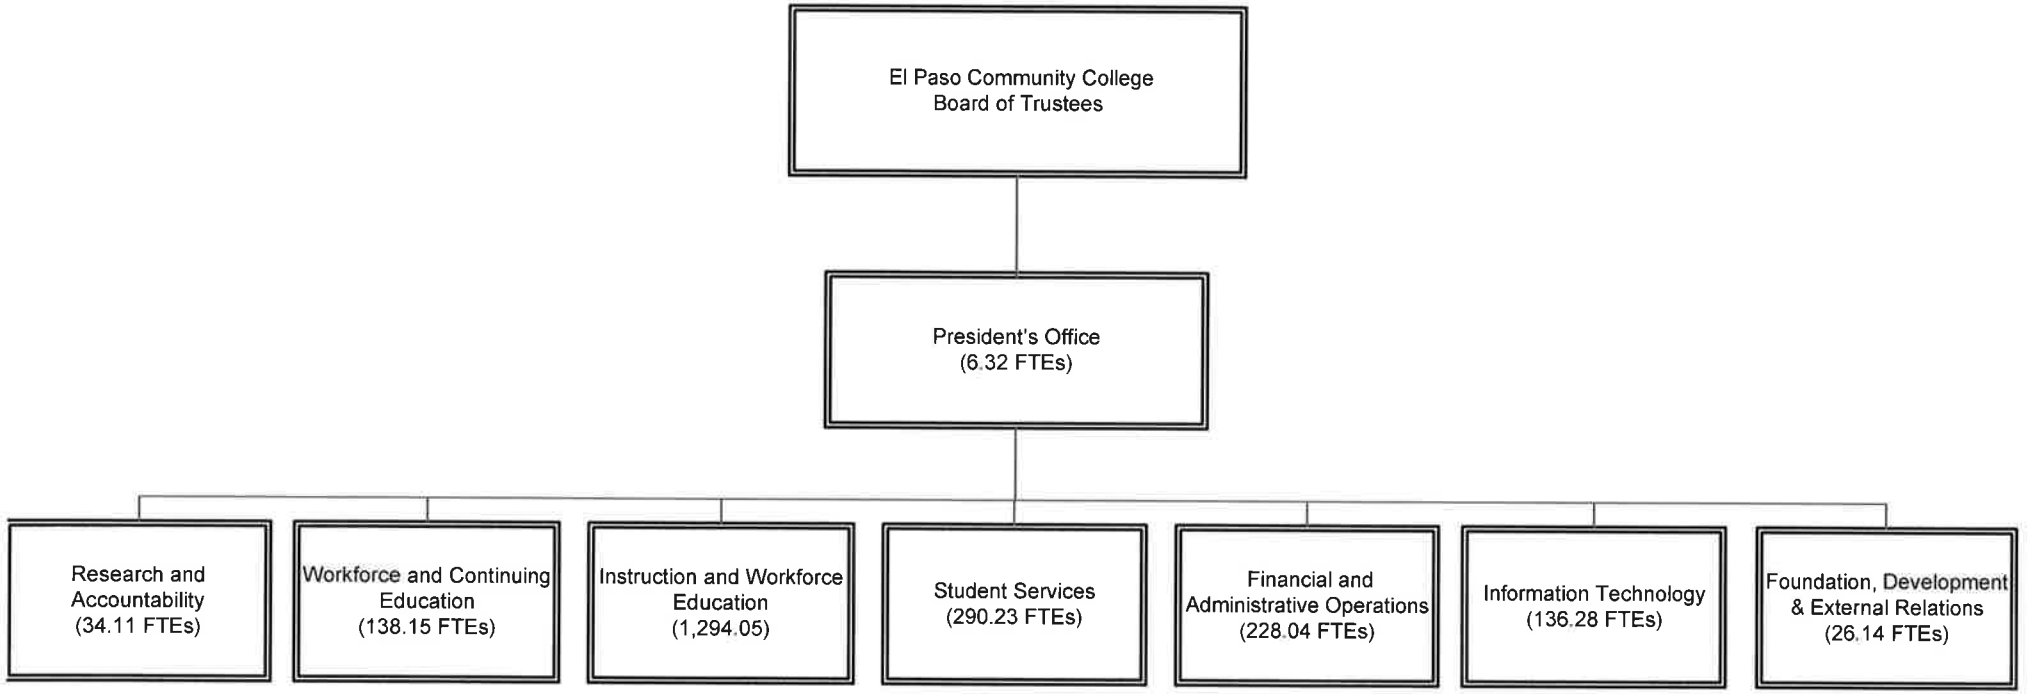 El Paso Community College
Board of Trustees
President's Office
(6.32 FTEs)
Research and
Accountability
(34.11 FTEs)
Workforce and Continuing
Education
(138.15 FTEs)
Instruction and Workforce
Education
(1,294.05)
Student Services
(290.23 FTEs)
Financial and
Administrative Operations
(228.04 FTEs)
Information Technology
(136.28 FTEs)
Foundation, Development
& External Relations
(26.14 FTEs)